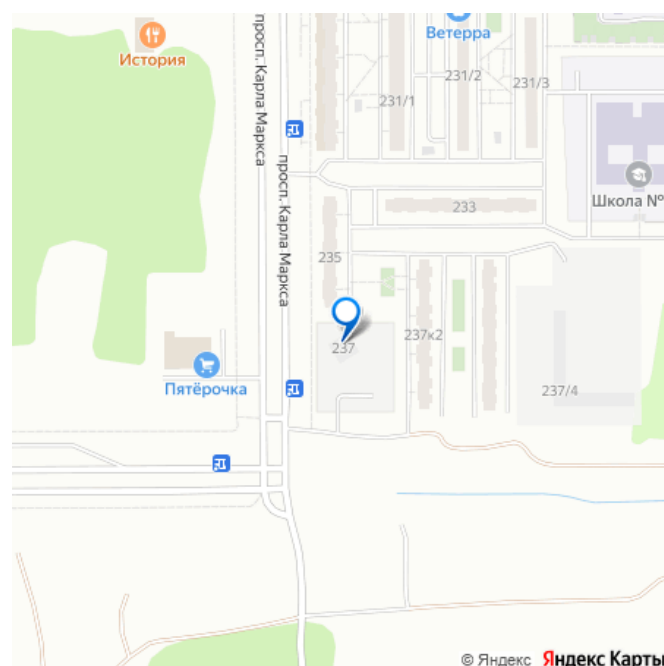 История
просп. Карла Маркса
просп. Карла Маркса
Ветерра
231/1
231/2
231/3
Школа №
233
235
237
237к2
237/4
Пятёрочка
© Яндекс Яндекс Карты